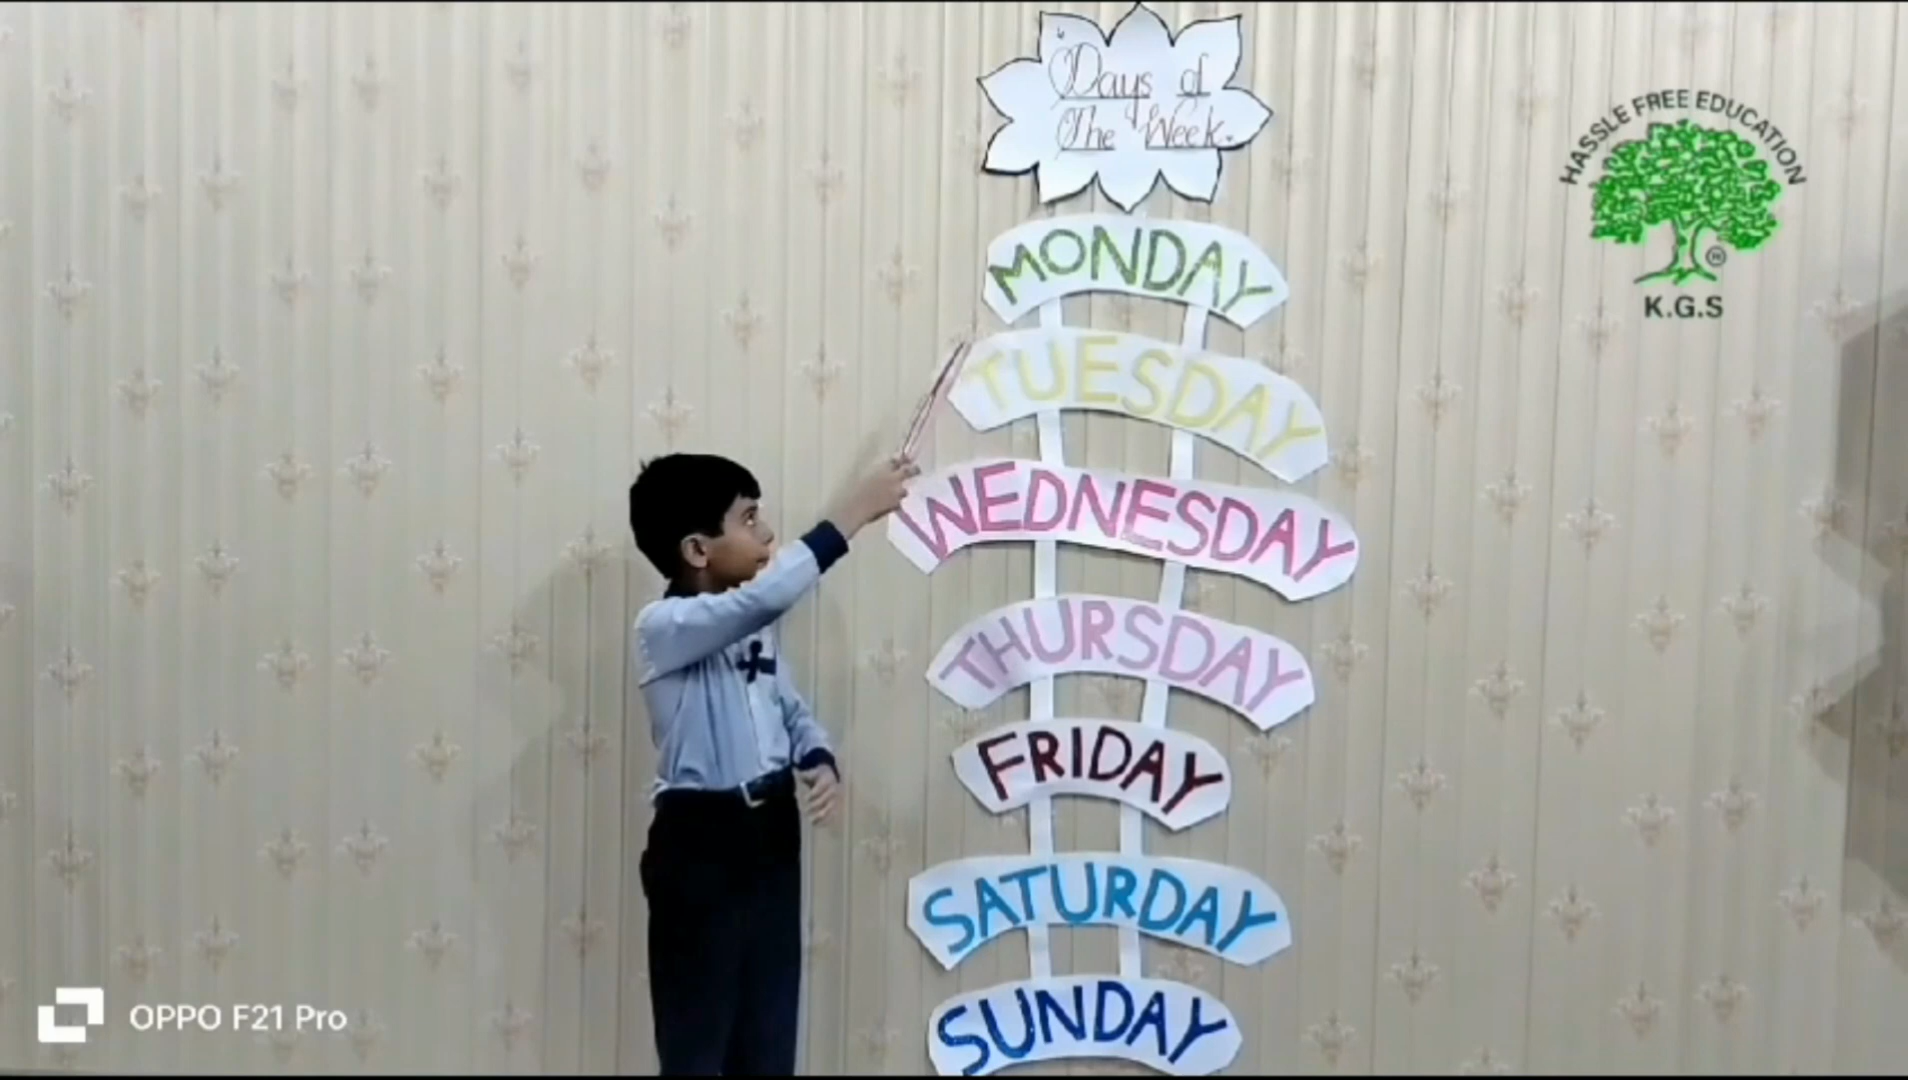 Days of
The Week.
HASSLE FREE EDUCATION
®
K.G.S
MONDAY
TUESDAY
WEDNESDAY
THURSDAY
FRIDAY
SATURDAY
SUNDAY
OPPO F21 Pro